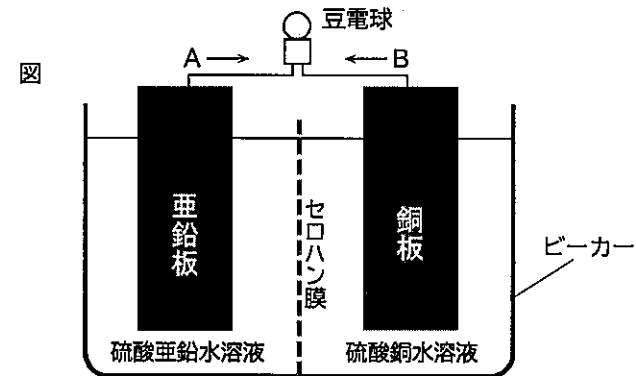 図
豆電球
A →
← B
亜鉛板
セロハン膜
銅板
ビーカー
硫酸亜鉛水溶液
硫酸銅水溶液